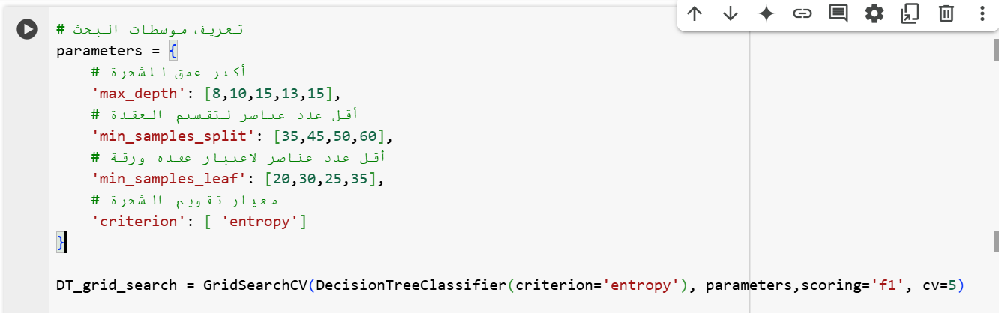 # تعريف موسطات البحث
parameters = {
    # أكبر عمق للشجرة
    'max_depth': [8,10,15,13,15],
    # أقل عدد عناصر لتقسيم العقدة
    'min_samples_split': [35,45,50,60],
    # أقل عدد عناصر لاعتبار عقدة ورقة
    'min_samples_leaf': [20,30,25,35],
    # معيار تقويم الشجرة
    'criterion': [ 'entropy']
}
DT_grid_search = GridSearchCV(DecisionTreeClassifier(criterion='entropy'), parameters,scoring='f1', cv=5)